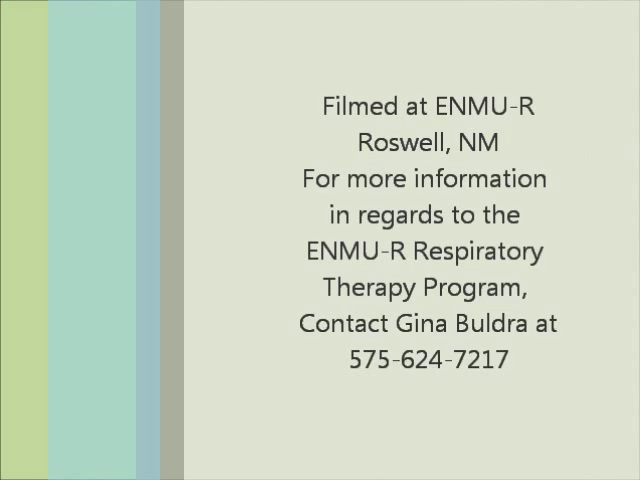 Filmed at ENMU-R
Roswell, NM
For more information
in regards to the
ENMU-R Respiratory
Therapy Program,
Contact Gina Buldra at
575-624-7217